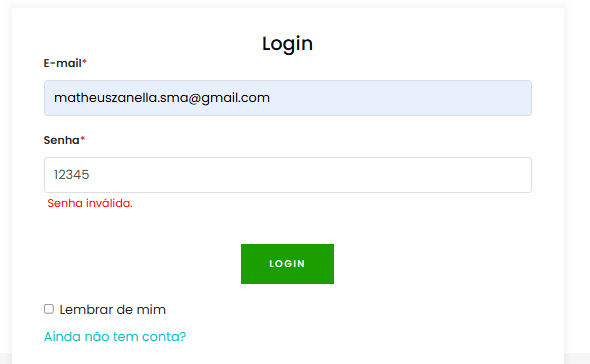 Login
E-mail*
matheuszanella.sma@gmail.com
Senha*
12345
Senha inválida.
LOGIN
Lembrar de mim
Ainda não tem conta?